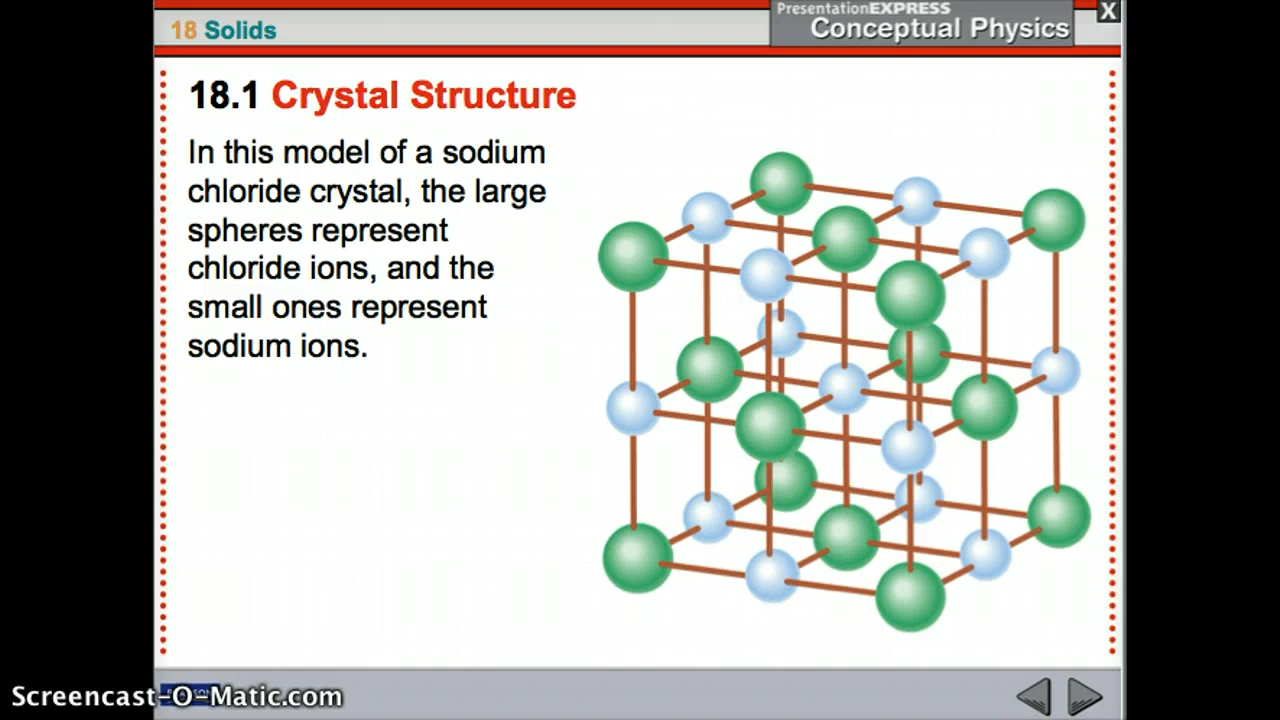 PresentationEXPRESS
Conceptual Physics
X
18 Solids
18.1 Crystal Structure
In this model of a sodium
chloride crystal, the large
spheres represent
chloride ions, and the
small ones represent
sodium ions.
Screencast-O-Matic.com